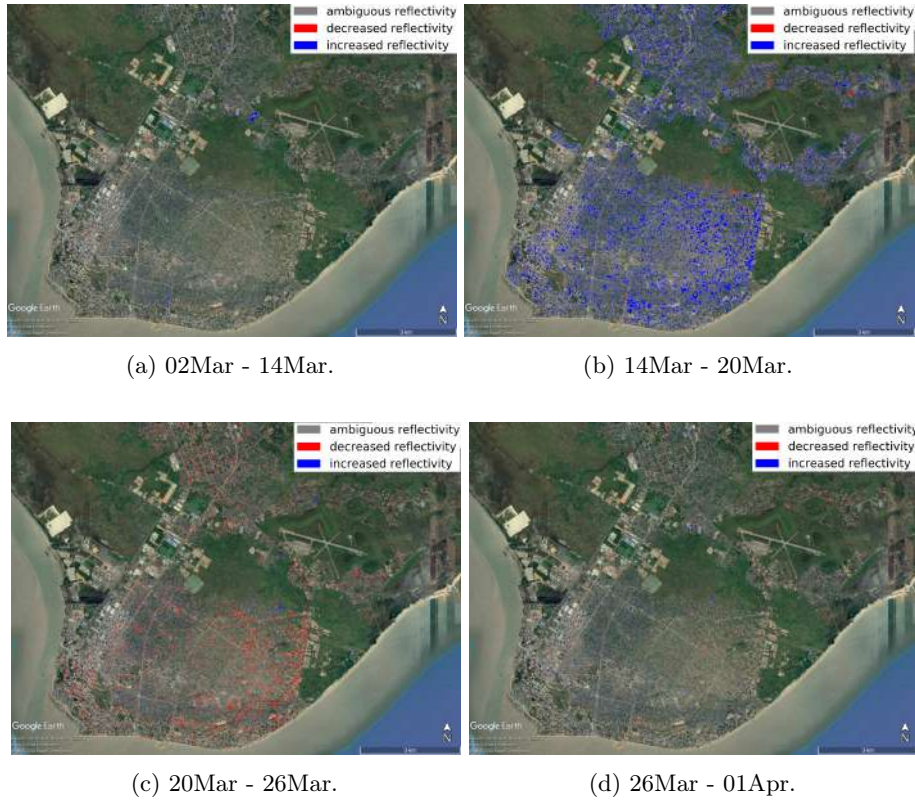 ambiguous reflectivity
decreased reflectivity
increased reflectivity
Google Earth
N
(a) 02Mar - 14Mar.
ambiguous reflectivity
decreased reflectivity
increased reflectivity
Google Earth
N
(b) 14Mar - 20Mar.
ambiguous reflectivity
decreased reflectivity
increased reflectivity
Google Earth
N
(c) 20Mar - 26Mar.
ambiguous reflectivity
decreased reflectivity
increased reflectivity
Google Earth
N
(d) 26Mar - 01Apr.